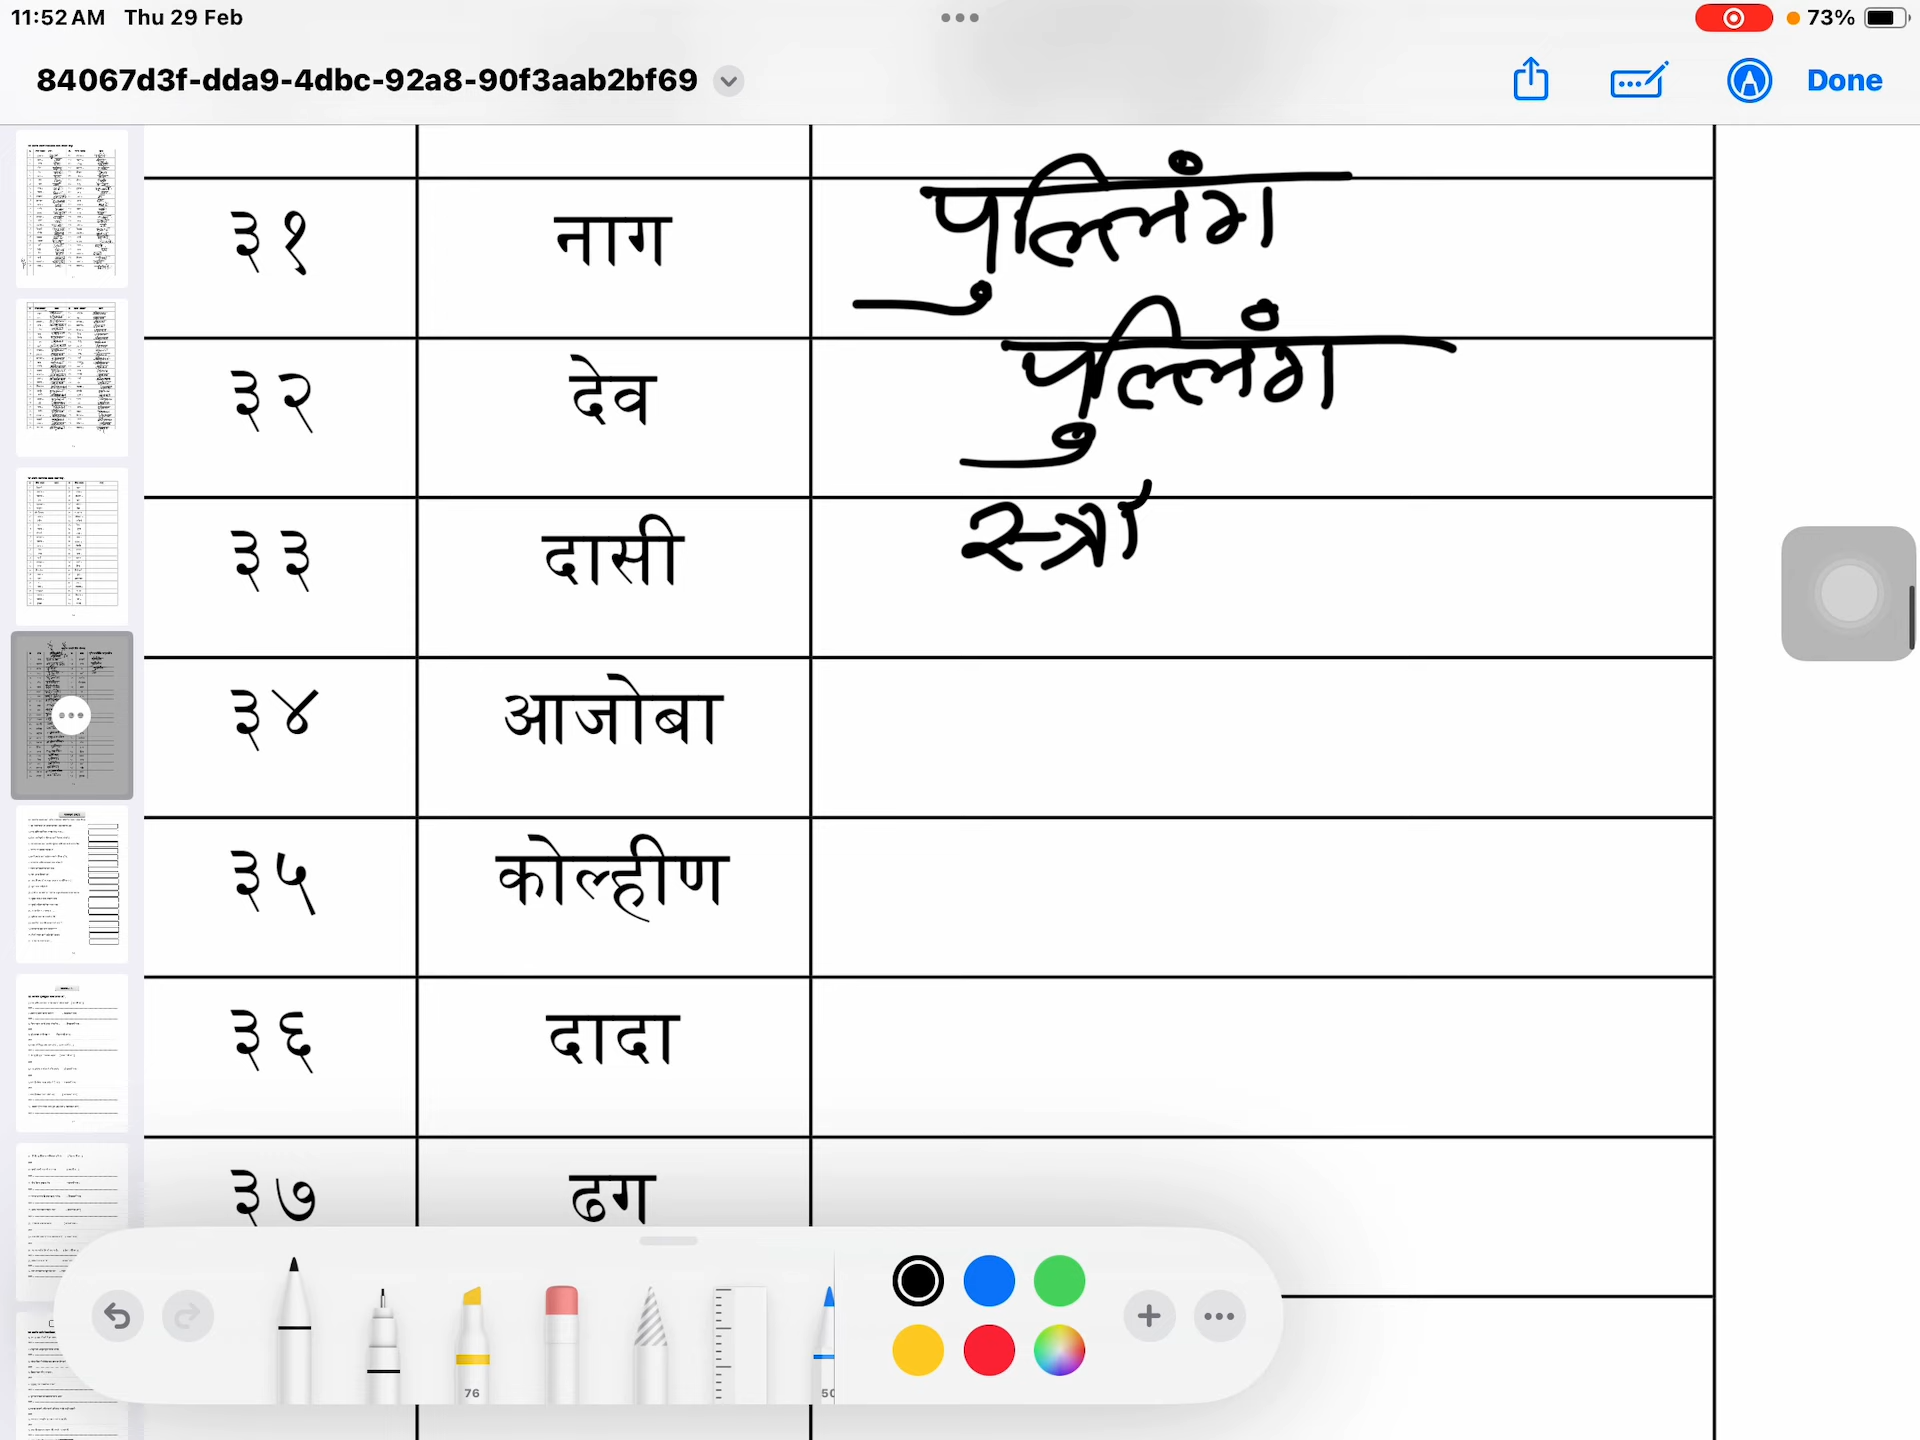 11:52 AM Thu 29 Feb 73%
84067d3f-dda9-4dbc-92a8-90f3aab2bf69 Done
३१ नाग पुल्लिंग
३२ देव पुल्लिंग
३३ दासी स्त्री
३४ आजोबा
३५ कोल्हीण
३६ दादा
३७ ढग
76 50